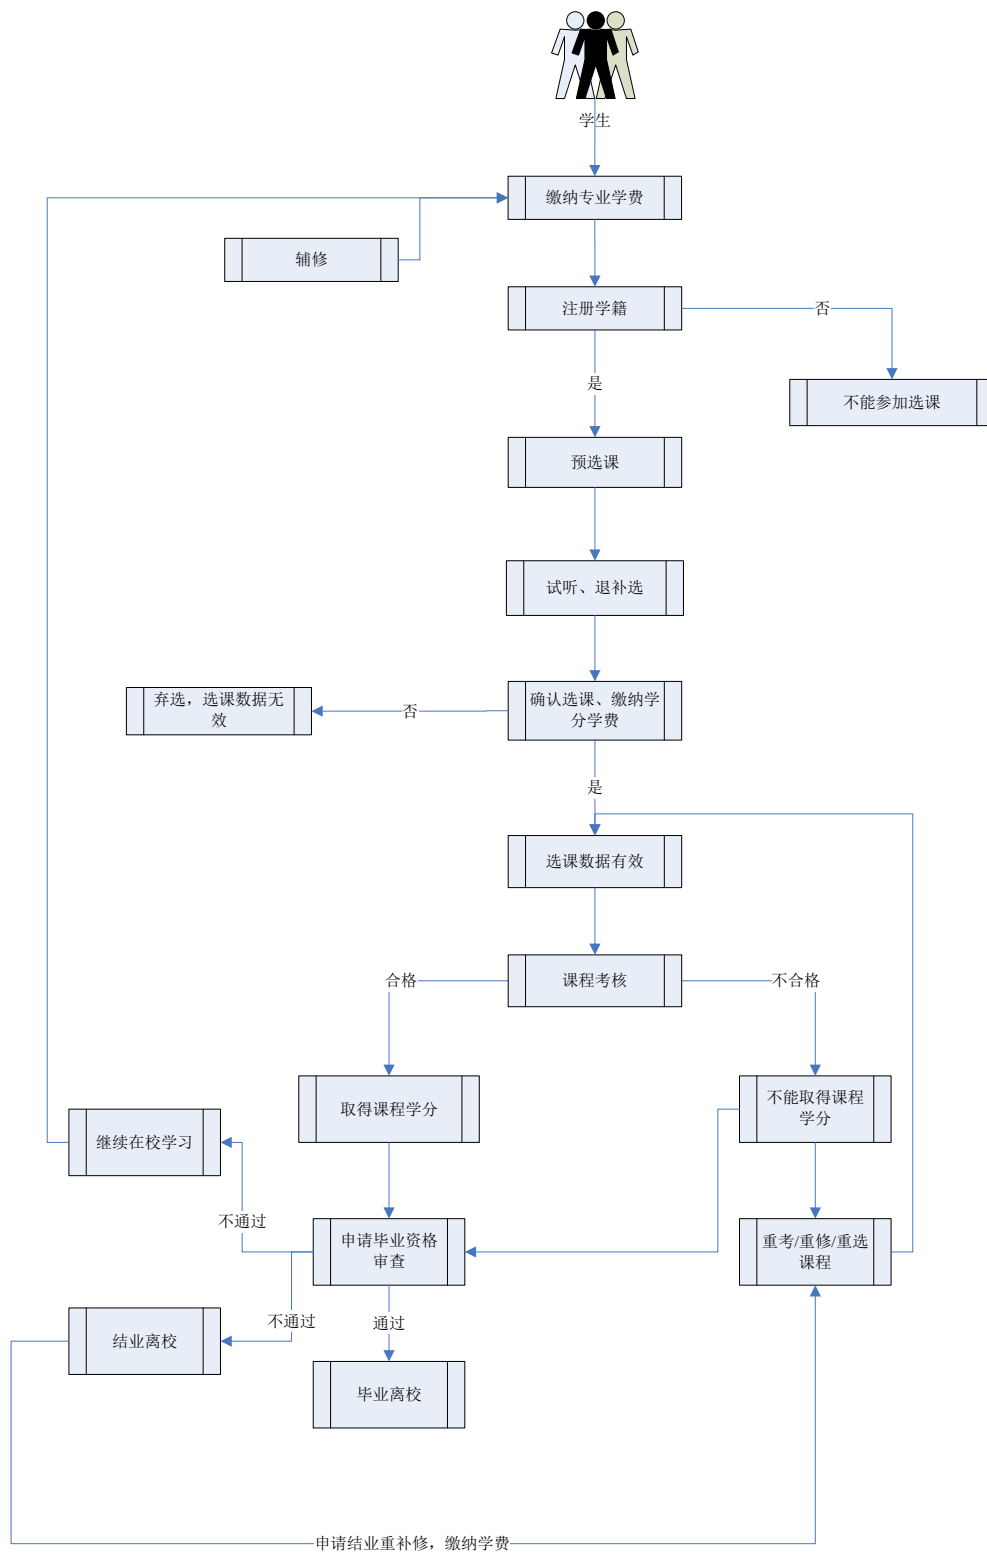 学生
缴纳专业学费
辅修
注册学籍
否
是
不能参加选课
预选课
试听、退补选
弃选，选课数据无
效
否
确认选课、缴纳学
分学费
是
选课数据有效
合格
课程考核
不合格
取得课程学分
不能取得课程
学分
继续在校学习
不通过
申请毕业资格
审查
重考/重修/重选
课程
不通过
通过
结业离校
毕业离校
申请结业重补修，缴纳学费